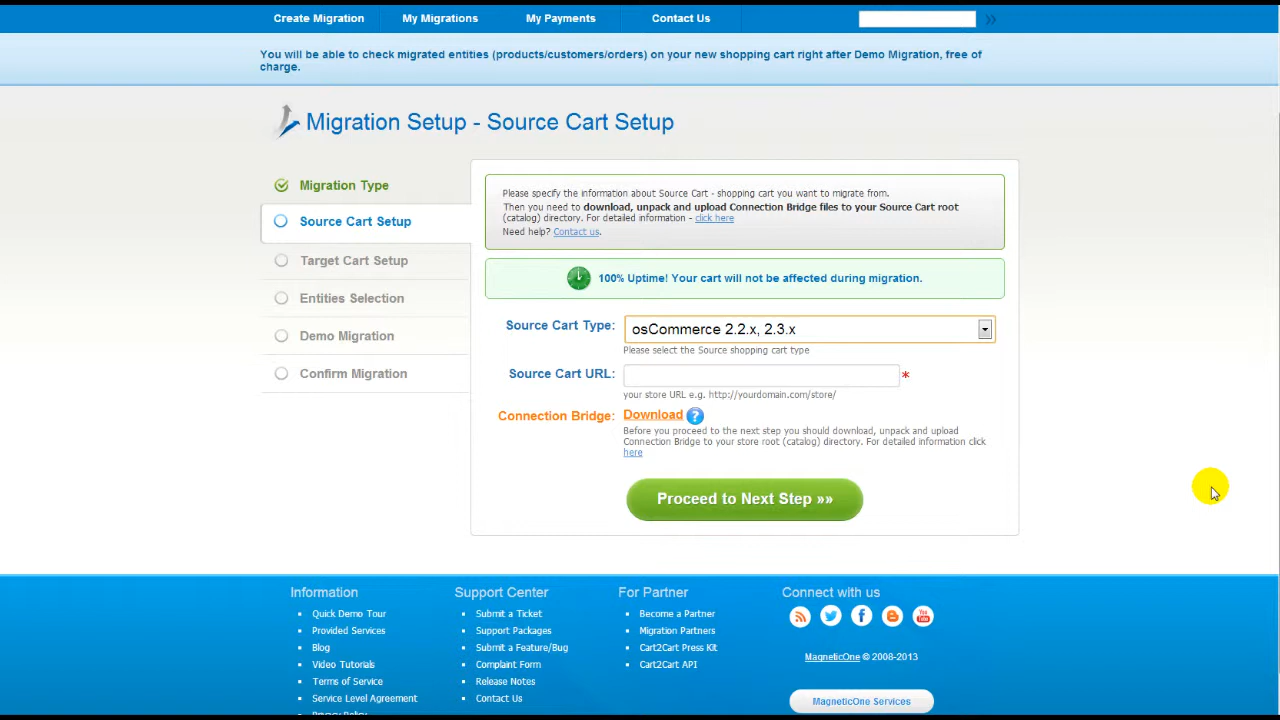 Create Migration
My Migrations
My Payments
Contact Us
You will be able to check migrated entities (products/customers/orders) on your new shopping cart right after Demo Migration, free of
charge.
Migration Setup - Source Cart Setup
Migration Type
Source Cart Setup
Target Cart Setup
Entities Selection
Demo Migration
Confirm Migration
Please specify the information about Source Cart - shopping cart you want to migrate from.
Then you need to download, unpack and upload Connection Bridge files to your Source Cart root
(catalog) directory. For detailed information - click here
Need help? Contact us.
100% Uptime! Your cart will not be affected during migration.
Source Cart Type: osCommerce 2.2.x, 2.3.x
Please select the Source shopping cart type
Source Cart URL: *
your store URL e.g. http://yourdomain.com/store/
Connection Bridge: Download ?
Before you proceed to the next step you should download, unpack and upload
Connection Bridge to your store root (catalog) directory. For detailed information click
here
Proceed to Next Step »»
Information
Quick Demo Tour
Provided Services
Blog
Video Tutorials
Terms of Service
Service Level Agreement
Privacy Policy
Support Center
Submit a Ticket
Support Packages
Submit a Feature/Bug
Complaint Form
Release Notes
Contact Us
For Partner
Become a Partner
Migration Partners
Cart2Cart Press Kit
Cart2Cart API
Connect with us
You Tube
MagneticOne © 2008-2013
MagneticOne Services